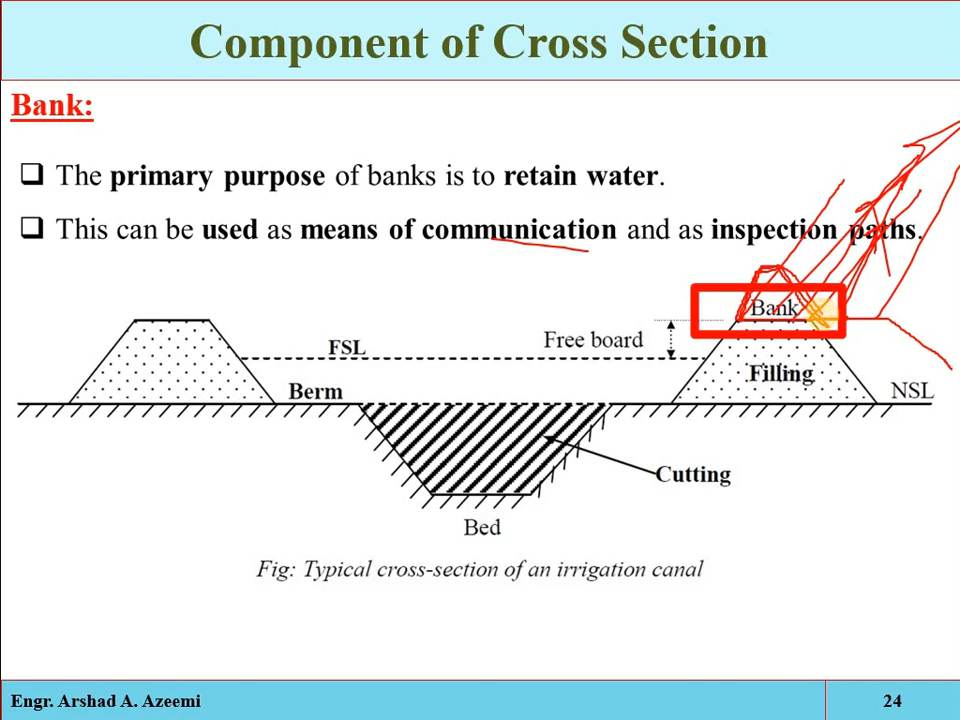 Component of Cross Section
Bank:
The primary purpose of banks is to retain water.
This can be used as means of communication and as inspection paths.
Bank
Free board
FSL
Filling
Berm
NSL
Cutting
Bed
Fig: Typical cross-section of an irrigation canal
Engr. Arshad A. Azeemi
24